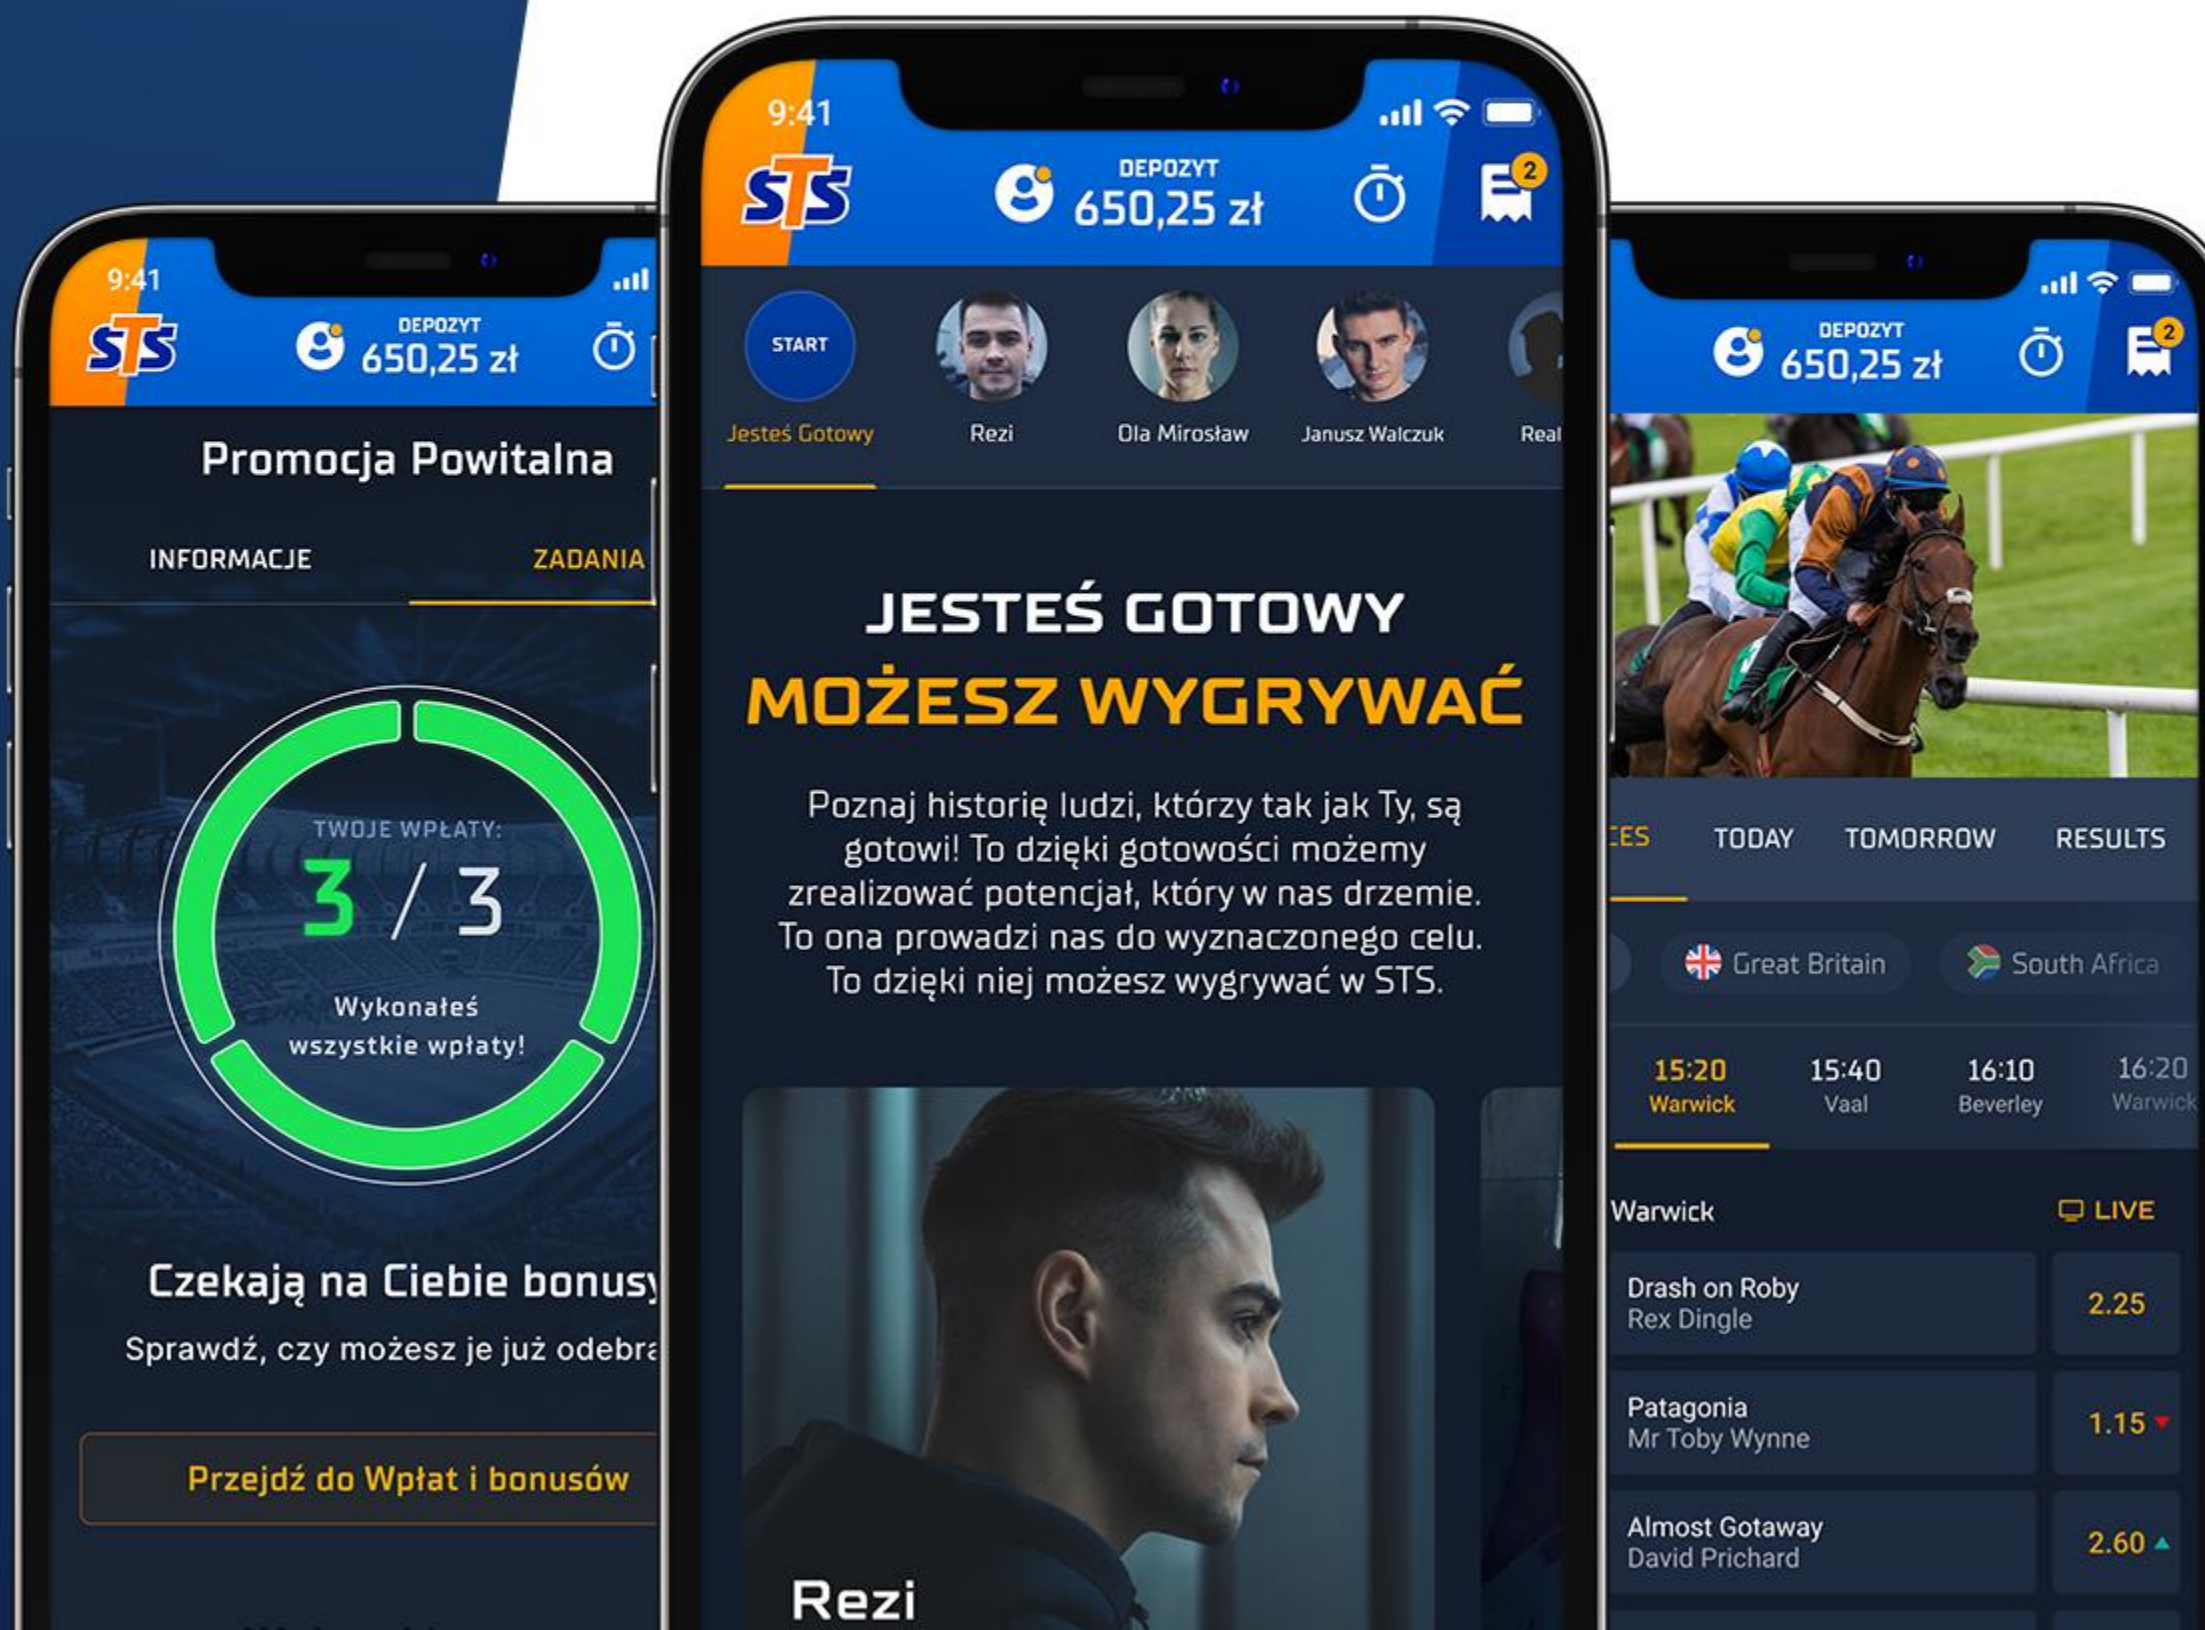 9:41
STS
DEPOZYT
650,25 zł
Promocja Powitalna
INFORMACJE
ZADANIA
TWOJE WPŁATY:
3 / 3
Wykonałeś
wszystkie wpłaty!
Czekają na Ciebie bonusy
Sprawdź, czy możesz je już
Przejdź do Wpłat i bonusów
9:41
STS
DEPOZYT
650,25 zł
2
START
Jesteś Gotowy
Rezi
Ola Mirosław
Janusz Walczuk
Real
JESTEŚ GOTOWY
MOŻESZ WYGRYWAĆ
Poznaj historię ludzi, którzy tak jak Ty, są
gotowi! To dzięki gotowości możemy
zrealizować potencjał, który w nas drzemie.
To ona prowadzi nas do wyznaczonego celu.
To dzięki niej możesz wygrywać w STS.
Rezi
DEPOZYT
650,25 zł
2
TODAY
TOMORROW
RESULTS
Great Britain
South Africa
15:20
Warwick
15:40
Vaal
16:10
Beverley
16:20
Warwick
Warwick
LIVE
Drash on Roby
Rex Dingle
2.25
Patagonia
Mr Toby Wynne
1.15
Almost Gotaway
David Prichard
2.60